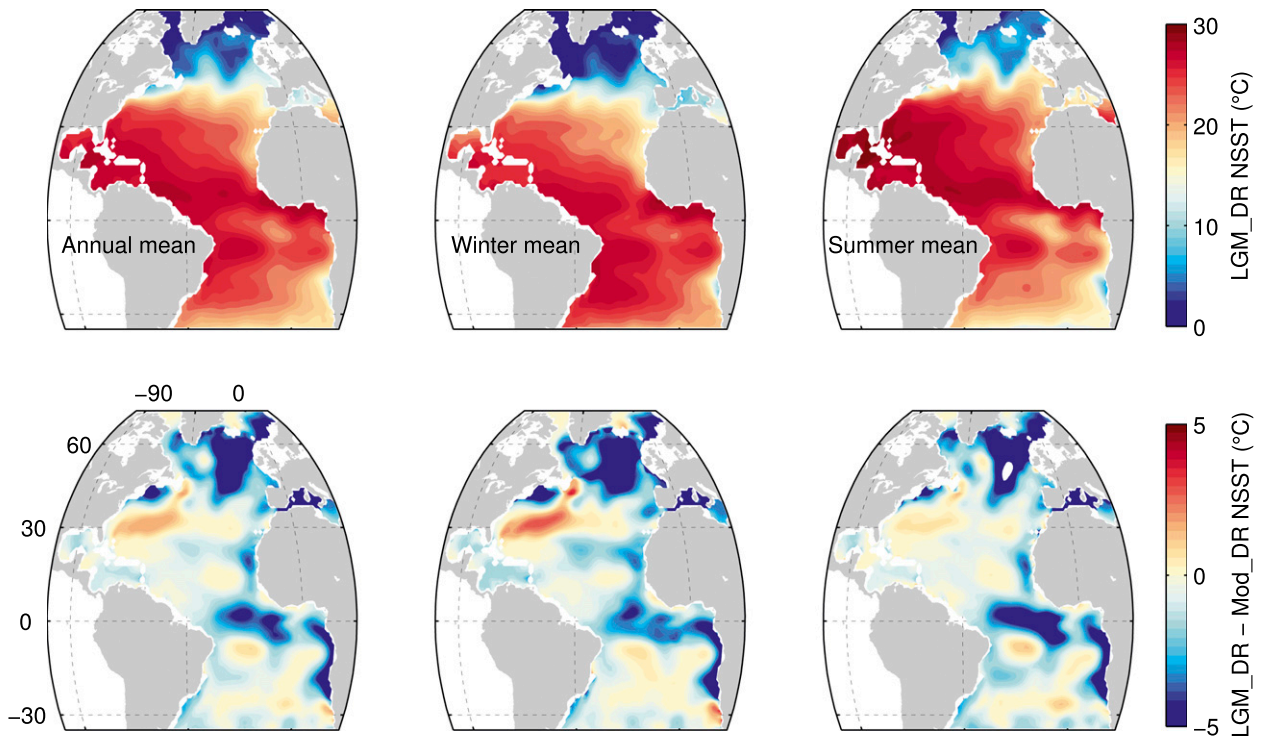 Annual mean
Winter mean
Summer mean
30
20
10
0
LGM_DR NSST (°C)
−90
0
60
30
0
−30
5
0
−5
LGM_DR − Mod_DR NSST (°C)